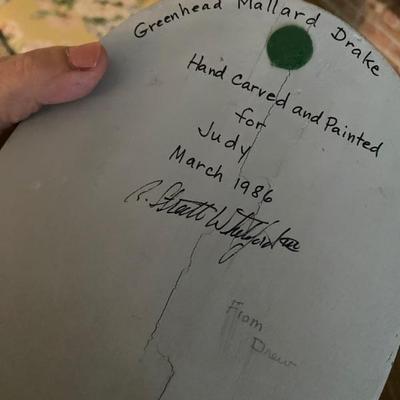 Greenhead Mallard Drake
Hand Carved and Painted
for
Judy
March 1986
R.
From
Drew